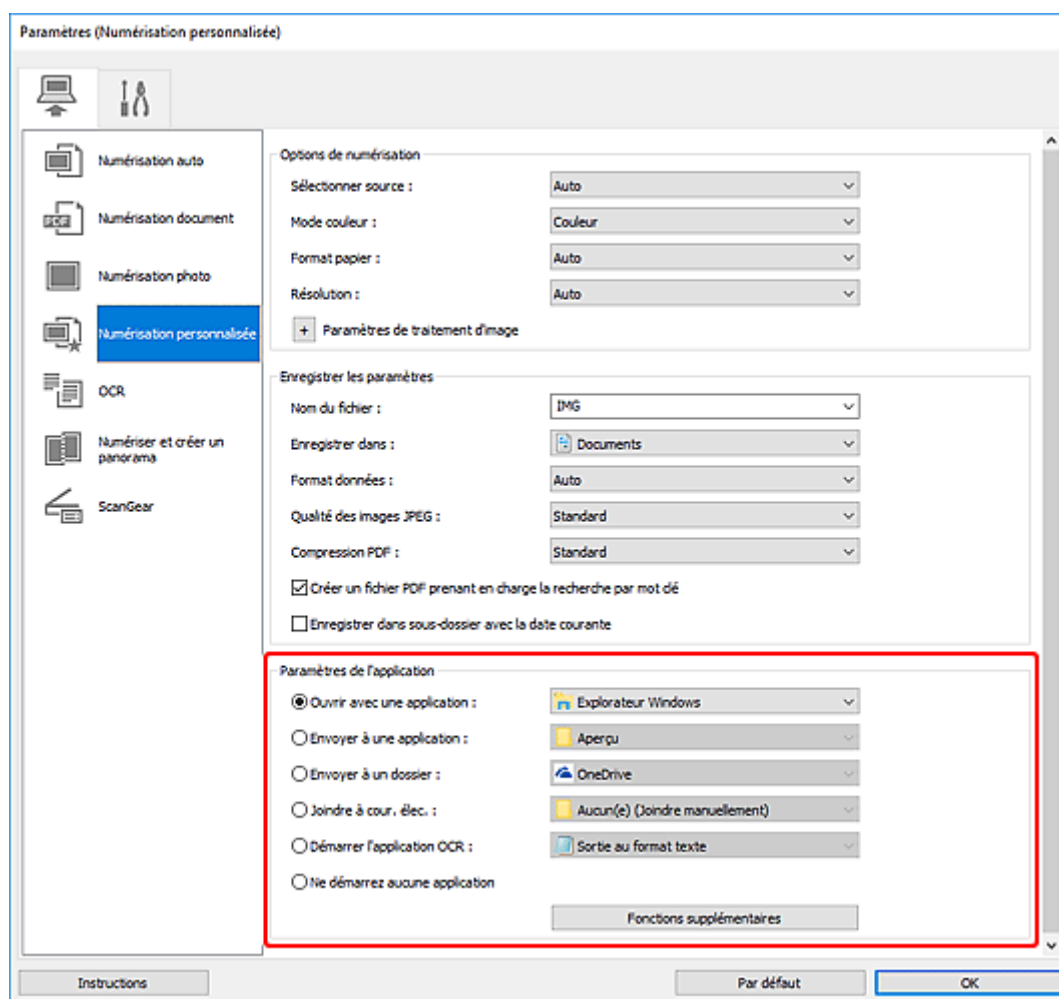 Paramètres (Numérisation personnalisée)
Numérisation auto
Numérisation document
Numérisation photo
Numérisation personnalisée
OCR
Numériser et créer un
panorama
ScanGear
Options de numérisation
Sélectionner source : Auto
Mode couleur : Couleur
Format papier : Auto
Résolution : Auto
+ Paramètres de traitement d'image
Enregistrer les paramètres
Nom du fichier : IMG
Enregistrer dans : Documents
Format données : Auto
Qualité des images JPEG : Standard
Compression PDF : Standard
Créer un fichier PDF prenant en charge la recherche par mot clé
Enregistrer dans sous-dossier avec la date courante
Paramètres de l'application
Ouvrir avec une application : Explorateur Windows
Envoyer à une application : Aperçu
Envoyer à un dossier : OneDrive
Joindre à cour. élec. : Aucun(e) (Joindre manuellement)
Démarrer l'application OCR : Sortie au format texte
Ne démarrez aucune application
Fonctions supplémentaires
Instructions
Par défaut
OK